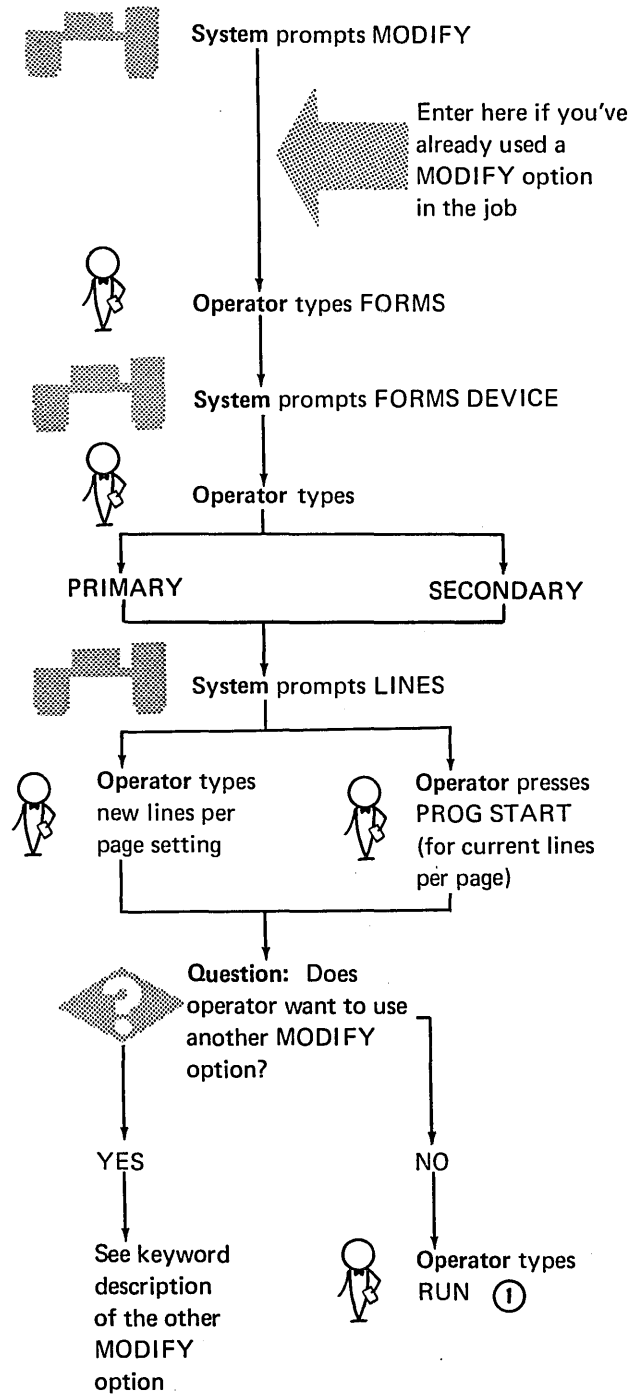 System prompts MODIFY
Enter here if you've
already used a
MODIFY option
in the job
Operator types FORMS
System prompts FORMS DEVICE
Operator types
PRIMARY
SECONDARY
System prompts LINES
Operator types
new lines per
page setting
Operator presses
PROG START
(for current lines
per page)
?
Question: Does
operator want to use
another MODIFY
option?
YES
NO
See keyword
description
of the other
MODIFY
option
Operator types
RUN ①